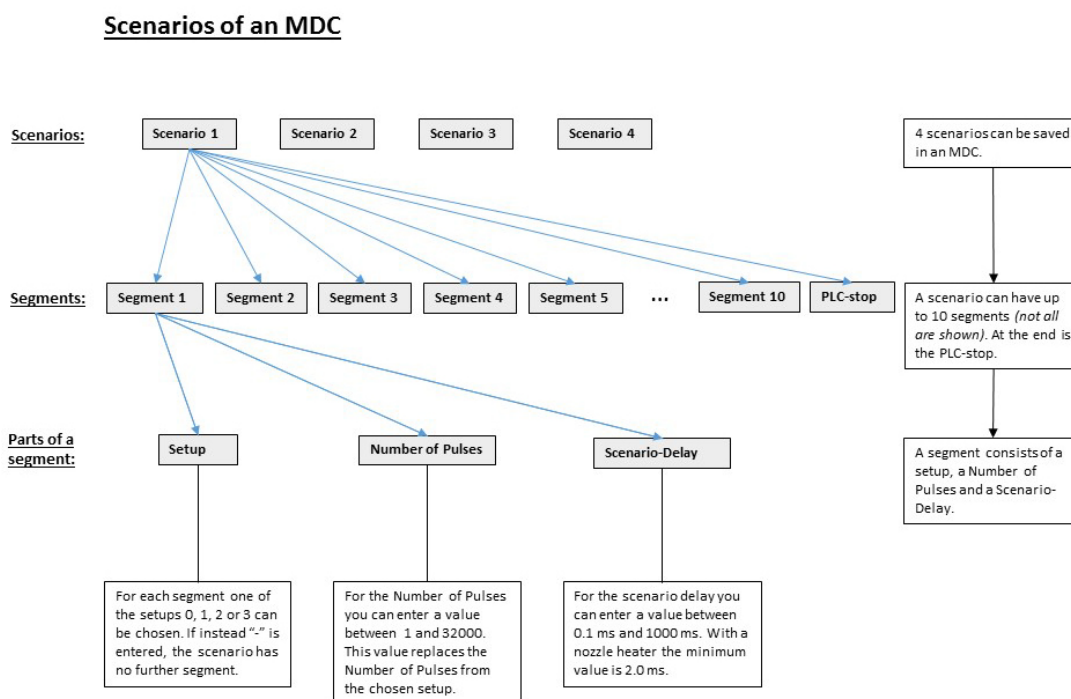 Scenarios of an MDC
Scenarios:
Scenario 1
Scenario 2
Scenario 3
Scenario 4
4 scenarios can be saved
in an MDC.
Segments:
Segment 1
Segment 2
Segment 3
Segment 4
Segment 5
...
Segment 10
PLC-stop
A scenario can have up
to 10 segments (not all
are shown). At the end is
the PLC-stop.
Parts of a
segment:
Setup
Number of Pulses
Scenario-Delay
A segment consists of a
setup, a Number of
Pulses and a Scenario-
Delay.
For each segment one of
the setups 0, 1, 2 or 3 can
be chosen. If instead “-” is
entered, the scenario has
no further segment.
For the Number of Pulses
you can enter a value
between 1 and 32000.
This value replaces the
Number of Pulses from
the chosen setup.
For the scenario delay you
can enter a value between
0.1 ms and 1000 ms. With a
nozzle heater the minimum
value is 2.0 ms.